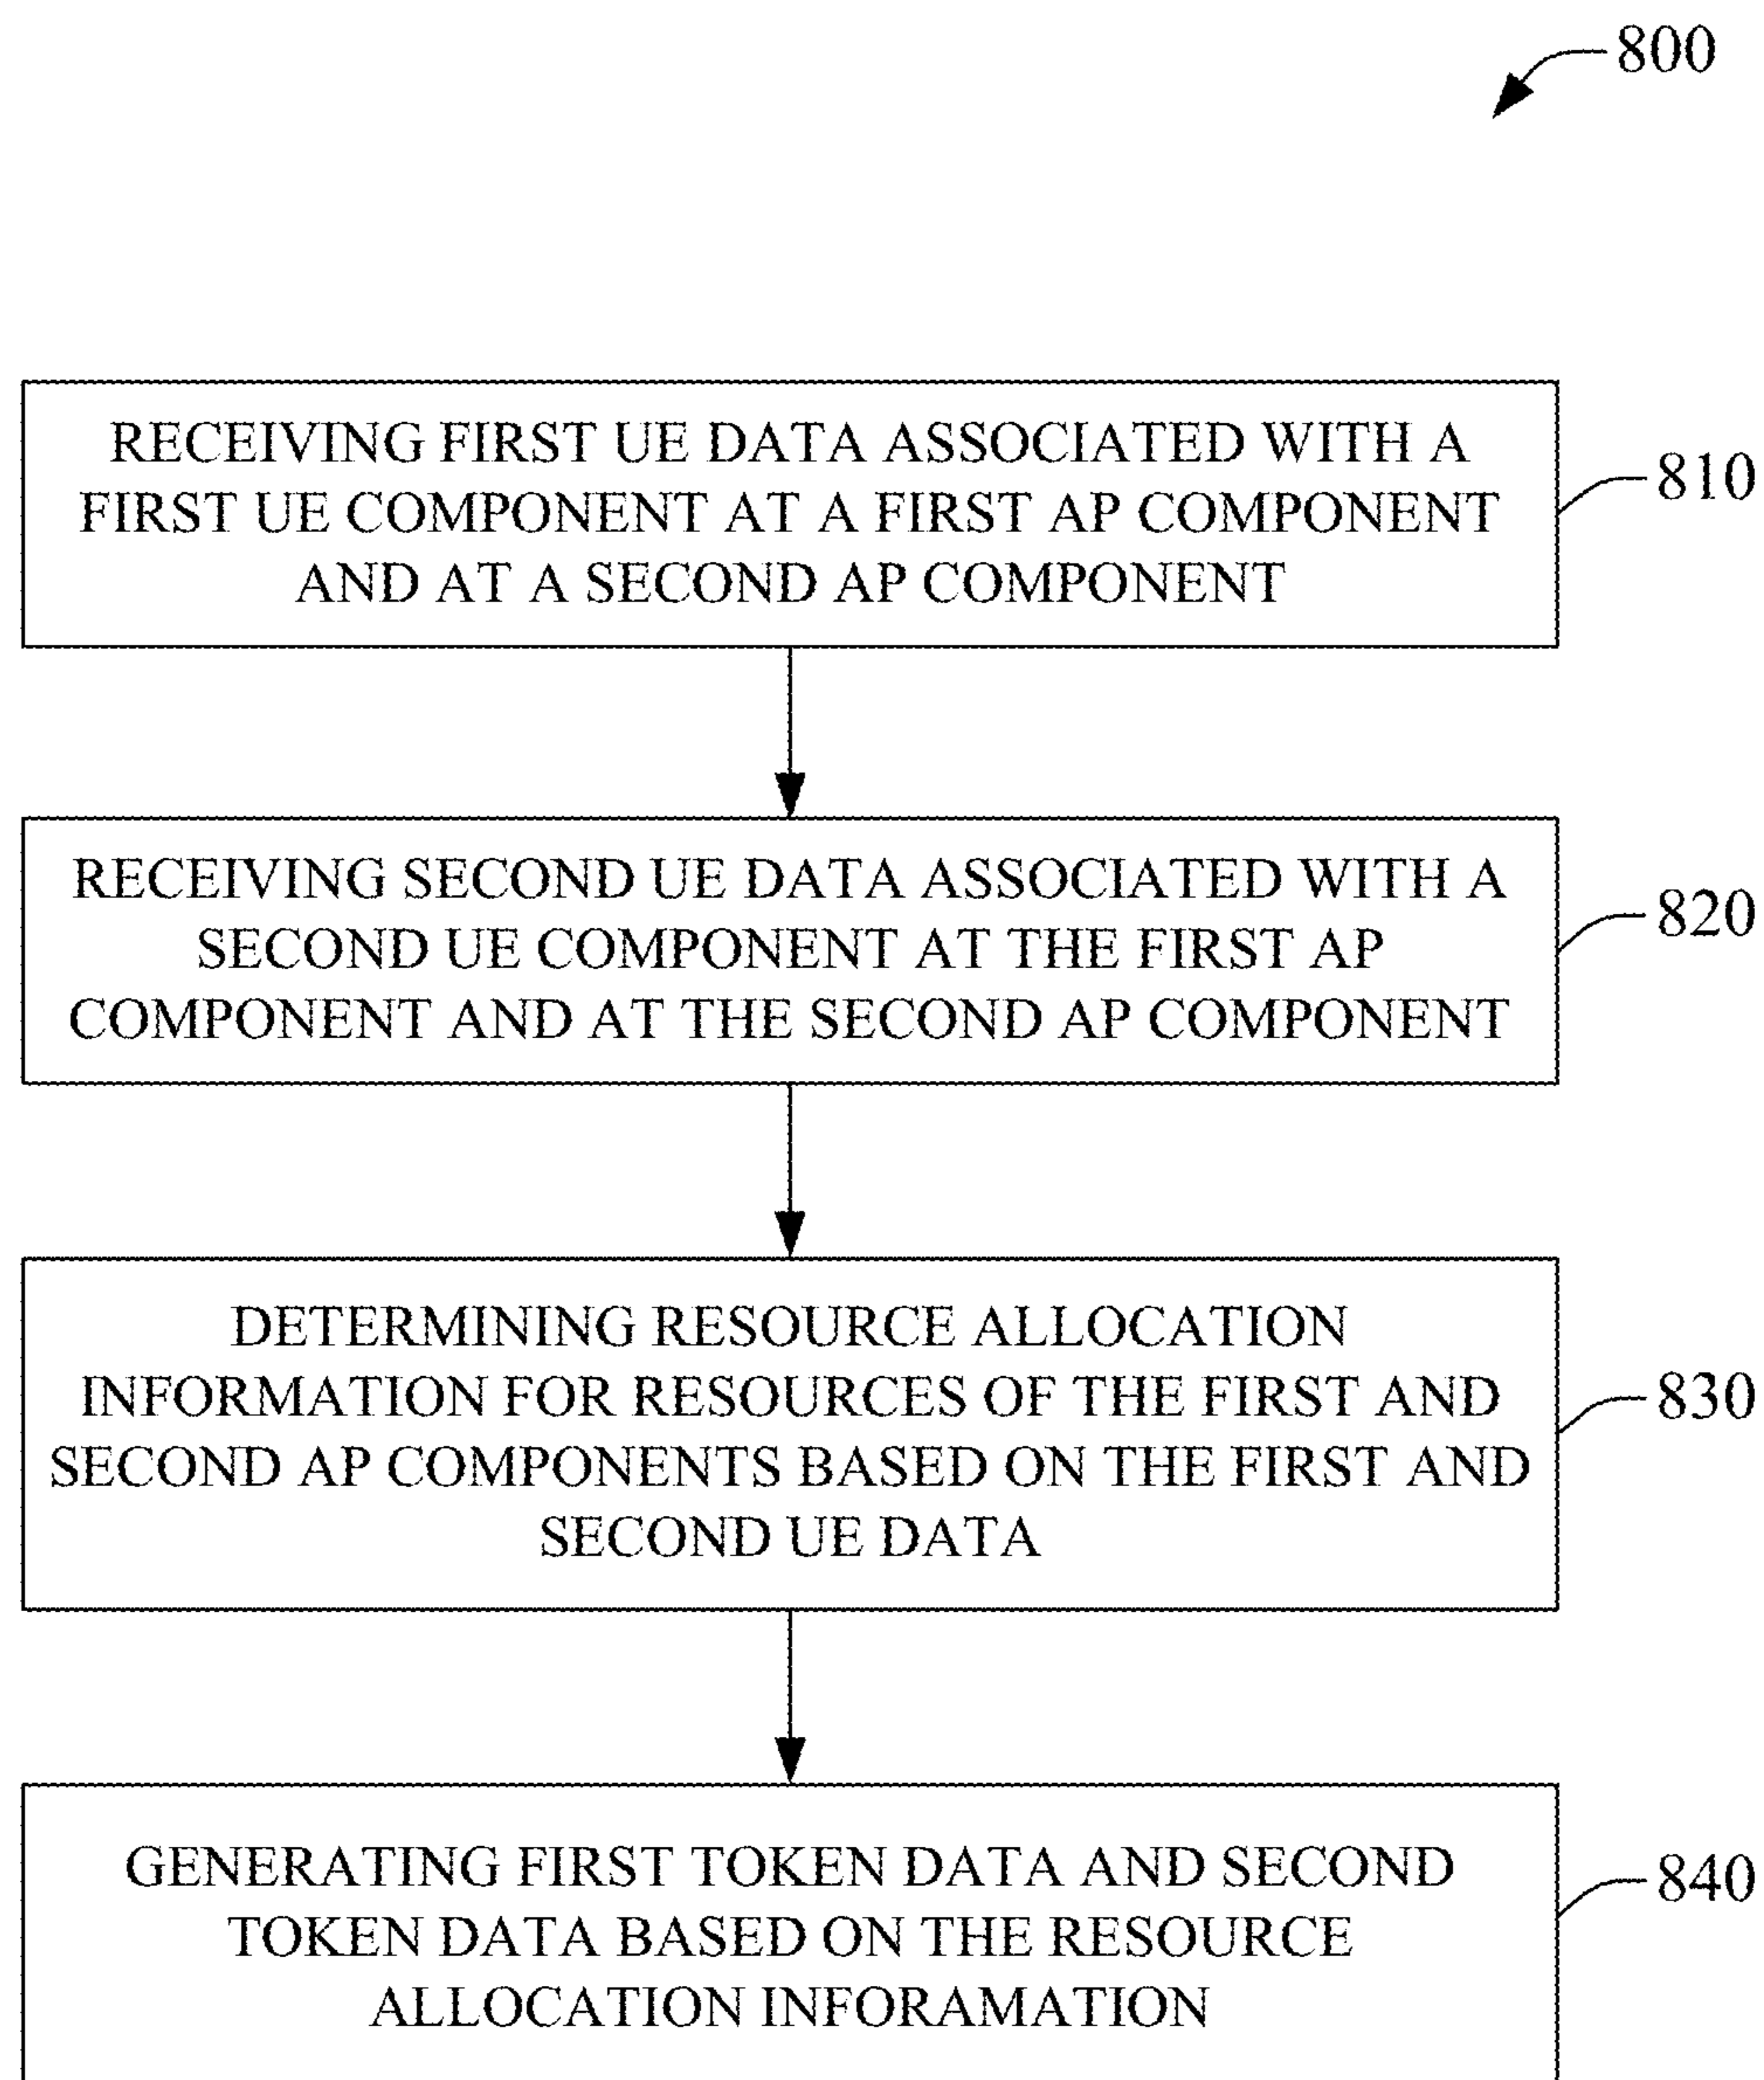 800
RECEIVING FIRST UE DATA ASSOCIATED WITH A
FIRST UE COMPONENT AT A FIRST AP COMPONENT
AND AT A SECOND AP COMPONENT
810
RECEIVING SECOND UE DATA ASSOCIATED WITH A
SECOND UE COMPONENT AT THE FIRST AP
COMPONENT AND AT THE SECOND AP COMPONENT
820
DETERMINING RESOURCE ALLOCATION
INFORMATION FOR RESOURCES OF THE FIRST AND
SECOND AP COMPONENTS BASED ON THE FIRST AND
SECOND UE DATA
830
GENERATING FIRST TOKEN DATA AND SECOND
TOKEN DATA BASED ON THE RESOURCE
ALLOCATION INFORAMATION
840